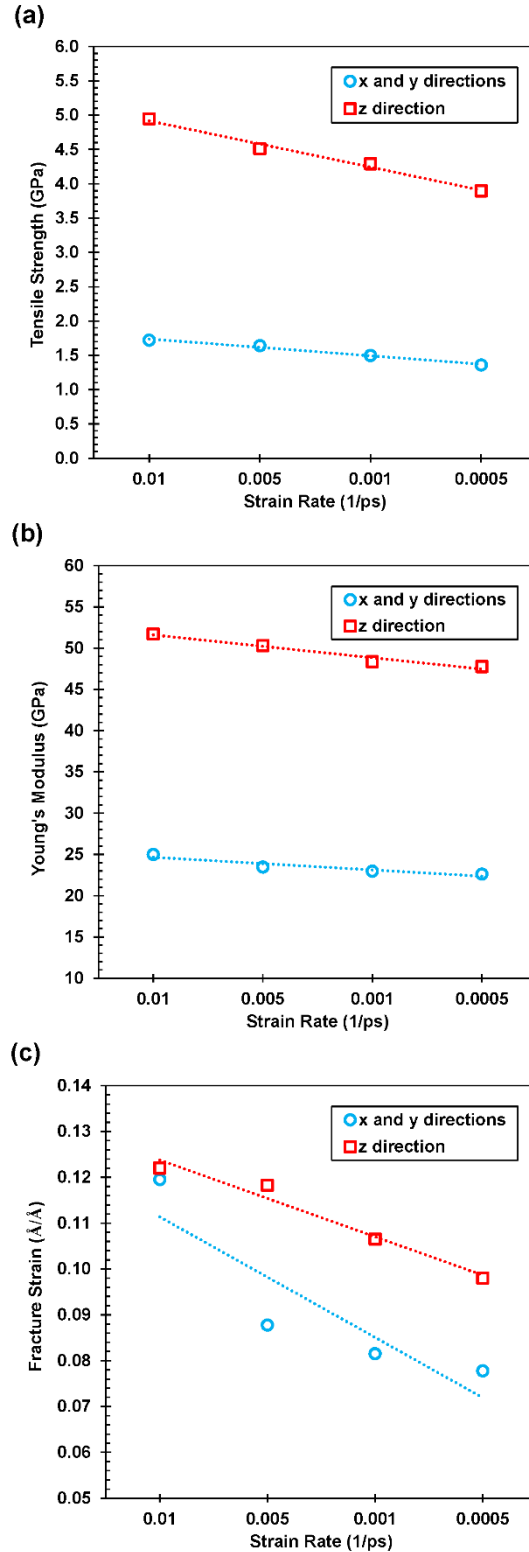 (a)
Tensile Strength (GPa)
6.0
5.5
5.0
4.5
4.0
3.5
3.0
2.5
2.0
1.5
1.0
0.5
0.0
x and y directions
z direction
0.01 0.005 0.001 0.0005
Strain Rate (1/ps)
(b)
Young's Modulus (GPa)
60
55
50
45
40
35
30
25
20
15
10
x and y directions
z direction
0.01 0.005 0.001 0.0005
Strain Rate (1/ps)
(c)
Fracture Strain (Å/Å)
0.14
0.13
0.12
0.11
0.10
0.09
0.08
0.07
0.06
0.05
x and y directions
z direction
0.01 0.005 0.001 0.0005
Strain Rate (1/ps)